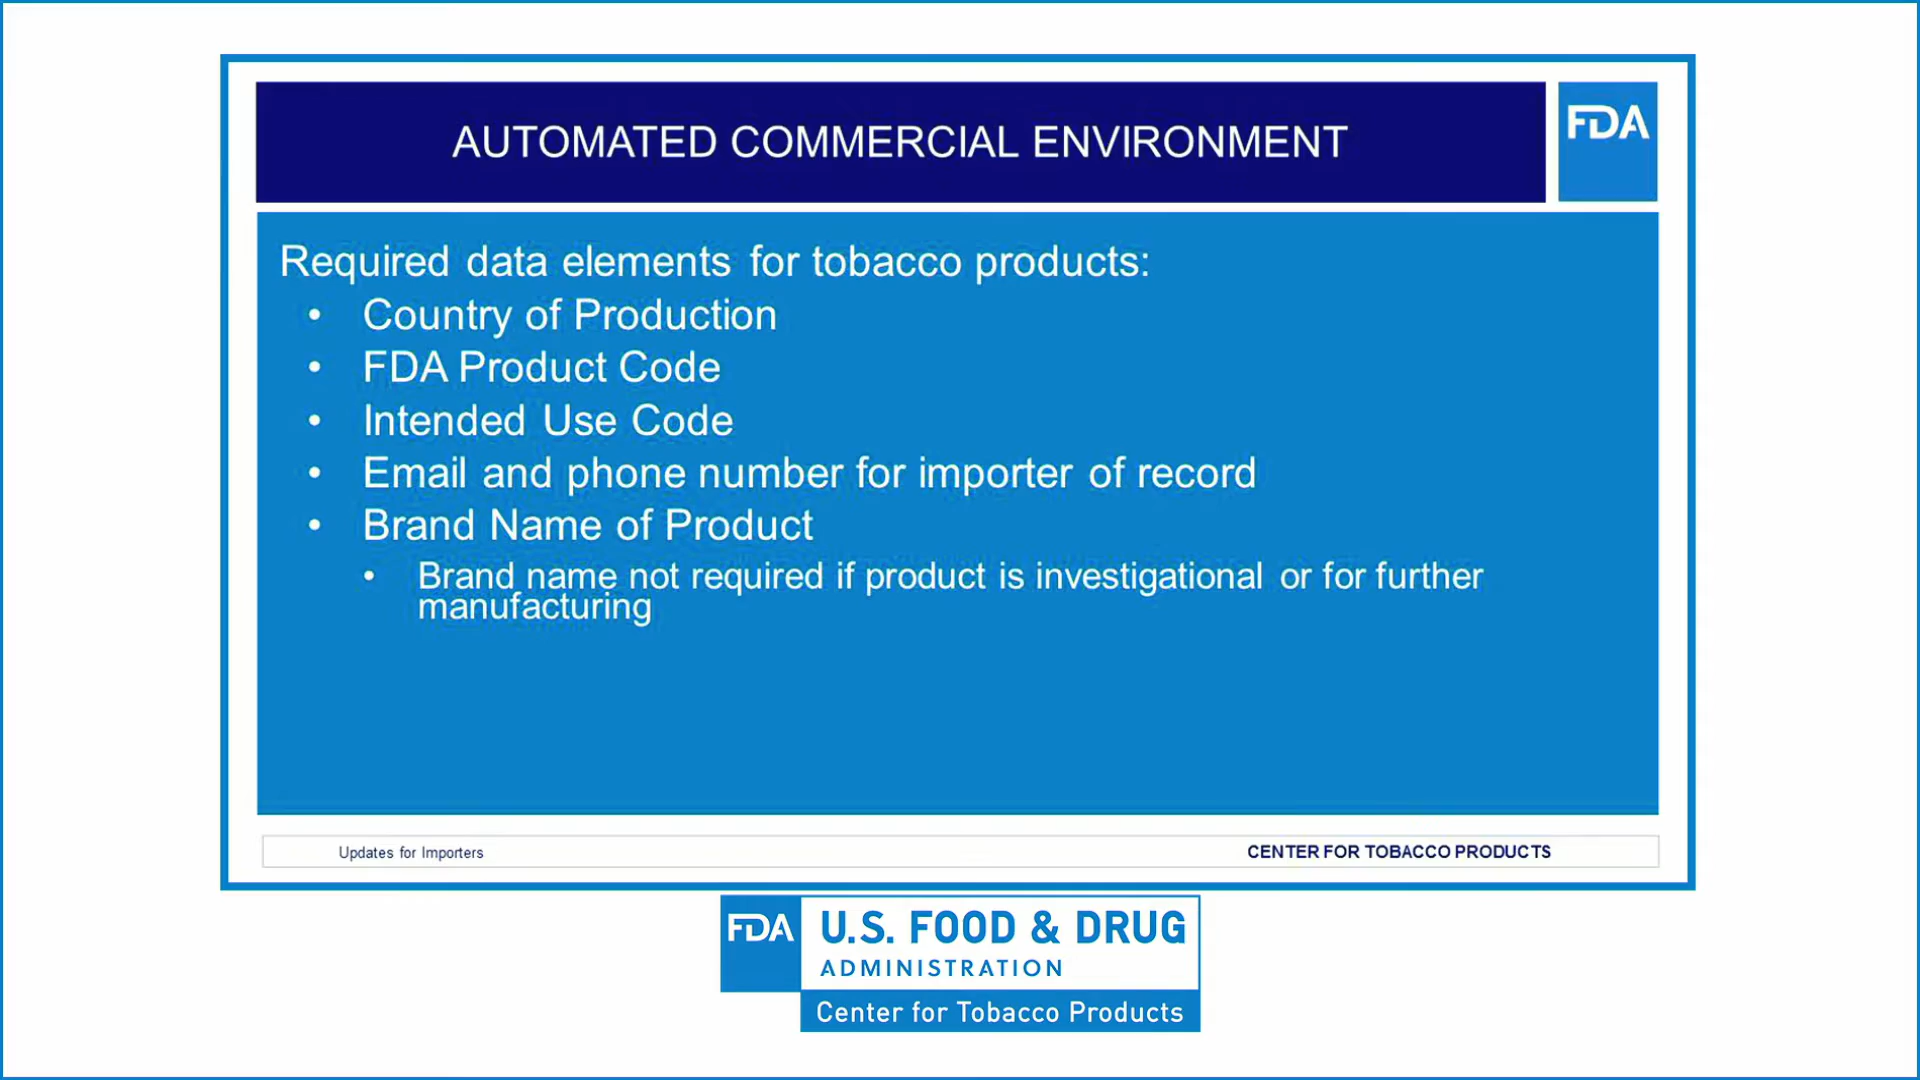 AUTOMATED COMMERCIAL ENVIRONMENT
FDA
Required data elements for tobacco products:
• Country of Production
• FDA Product Code
• Intended Use Code
• Email and phone number for importer of record
• Brand Name of Product
• Brand name not required if product is investigational or for further
manufacturing
Updates for Importers
CENTER FOR TOBACCO PRODUCTS
FDA
U.S. FOOD & DRUG
ADMINISTRATION
Center for Tobacco Products